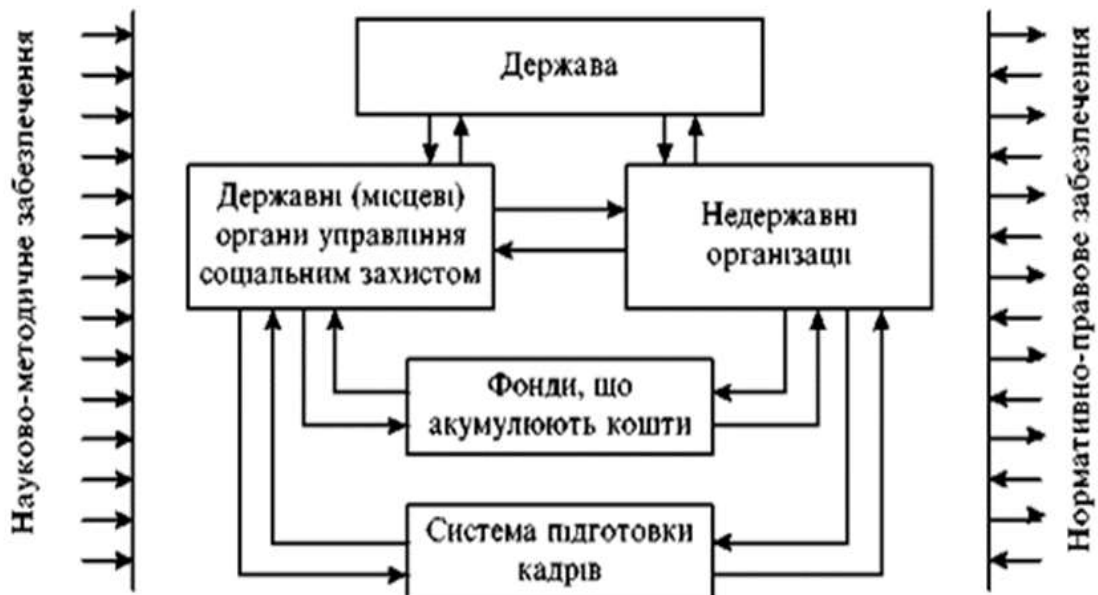 Науково-методичне забезпечення
Держава
Державні (місцеві)
органи управління
соціальним захистом
Недержавні
організації
Фонди, що
акумулюють кошти
Система підготовки
кадрів
Нормативно-правове забезпечення